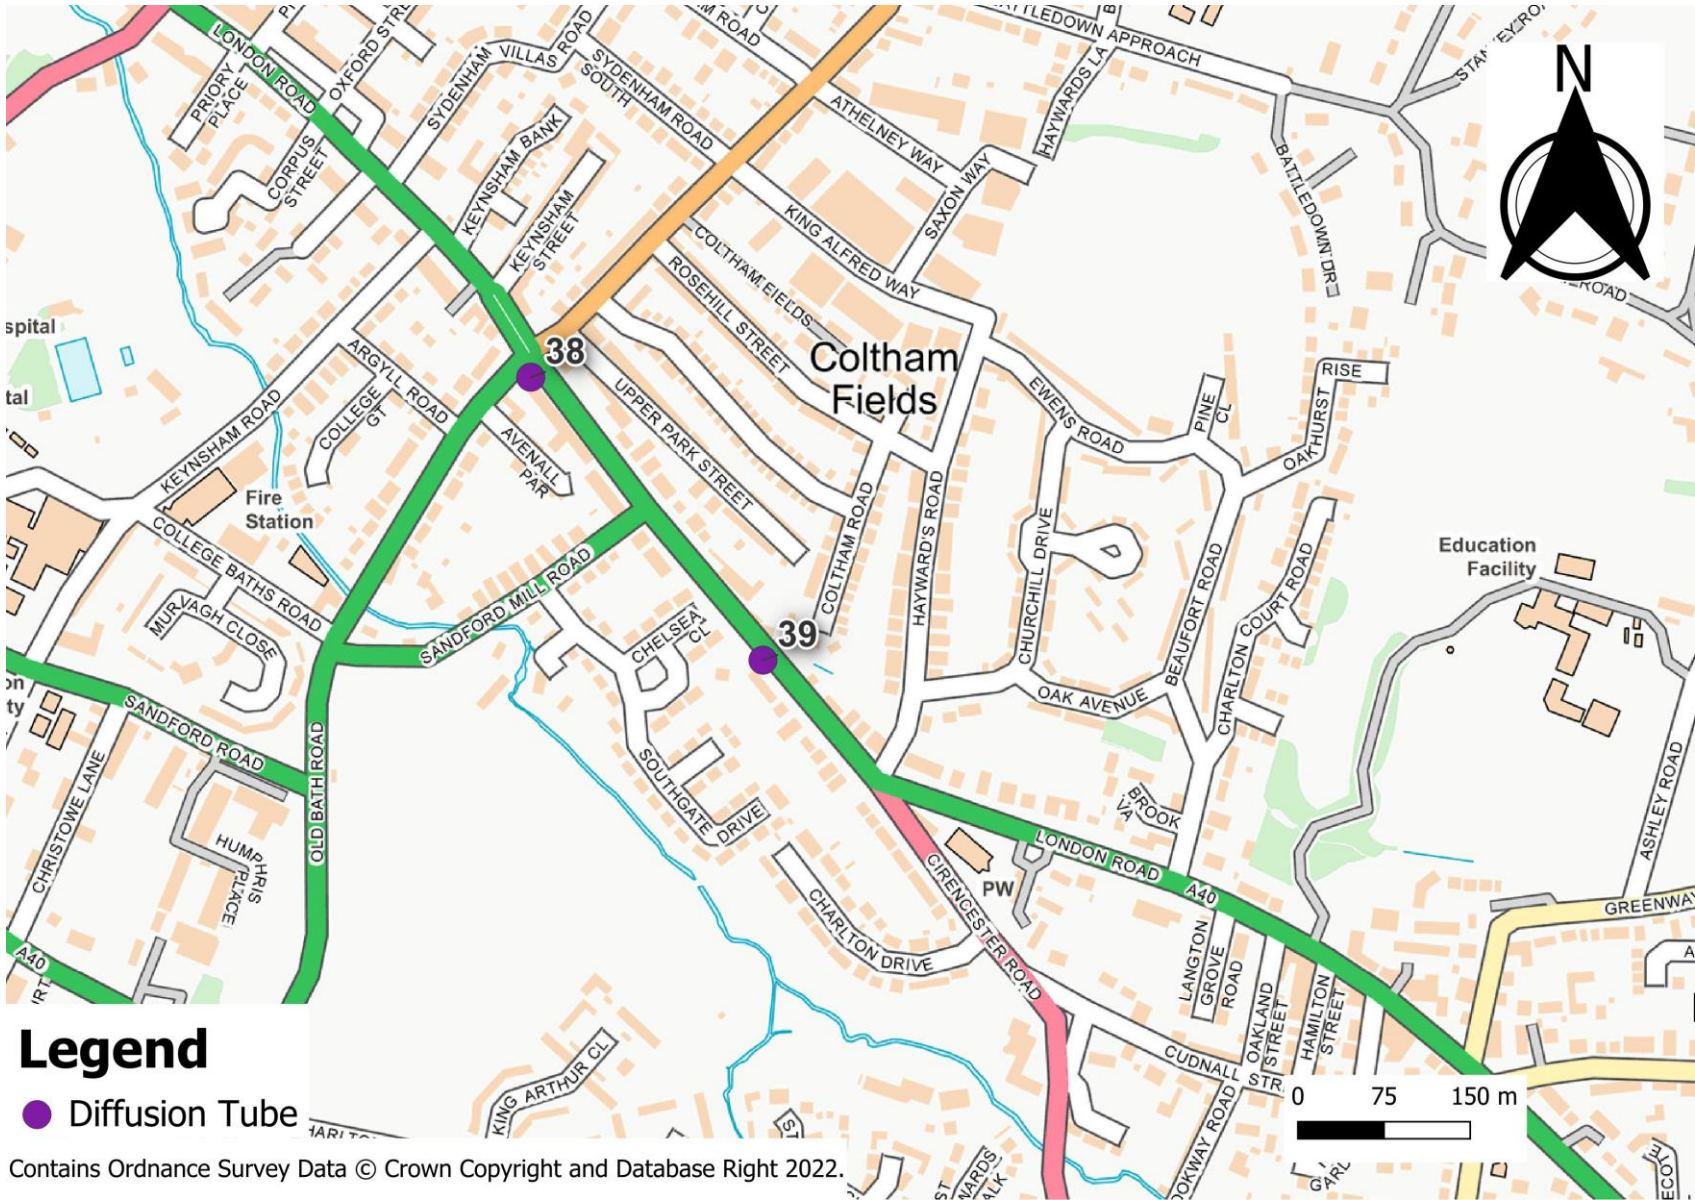 LONDON ROAD
PRIORY
PLACE
CORPUS
STREET
SYDENHAM
VILLAS
ROAD
SYDENHAM ROAD
SOUTH
KEYNSHAM BANK
KEYNSHAM
STREET
ATHELNEY WAY
SAXON WAY
KING ALFRED WAY
HAYWARDS LA
APPROACH
BATTLEDOWN DR
N
COLTHAM FIELDS
ROSEHILL STREET
Coltham
Fields
38
UPPER PARK STREET
ARGYLL ROAD
COLLEGE
GT
AVENALL
PAR
KEYNSHAM ROAD
Fire
Station
COLLEGE BATHS ROAD
MURVAGH CLOSE
SANDFORD MILL ROAD
CHELSEA
CL
39
COLTHAM ROAD
HAYWARD'S ROAD
EWENS ROAD
PINE
CL
RISE
OAKHURST
CHURCHILL DRIVE
BEAUFORT ROAD
CHARLTON COURT ROAD
OAK AVENUE
Education
Facility
ASHLEY ROAD
SANDFORD ROAD
OLD BATH ROAD
CHRISTOWE LANE
HUMPHRIS
PLACE
A40
SOUTHGATE DRIVE
CHARLTON DRIVE
CIRENCESTER ROAD
PW
BROOK
VA
LONDON ROAD
A40
LANGTON
GROVE
ROAD
OAKLAND
STREET
HAMILTON
STREET
KING ARTHUR CL
Legend
Diffusion Tube
0 75 150 m
Contains Ordnance Survey Data © Crown Copyright and Database Right 2022.